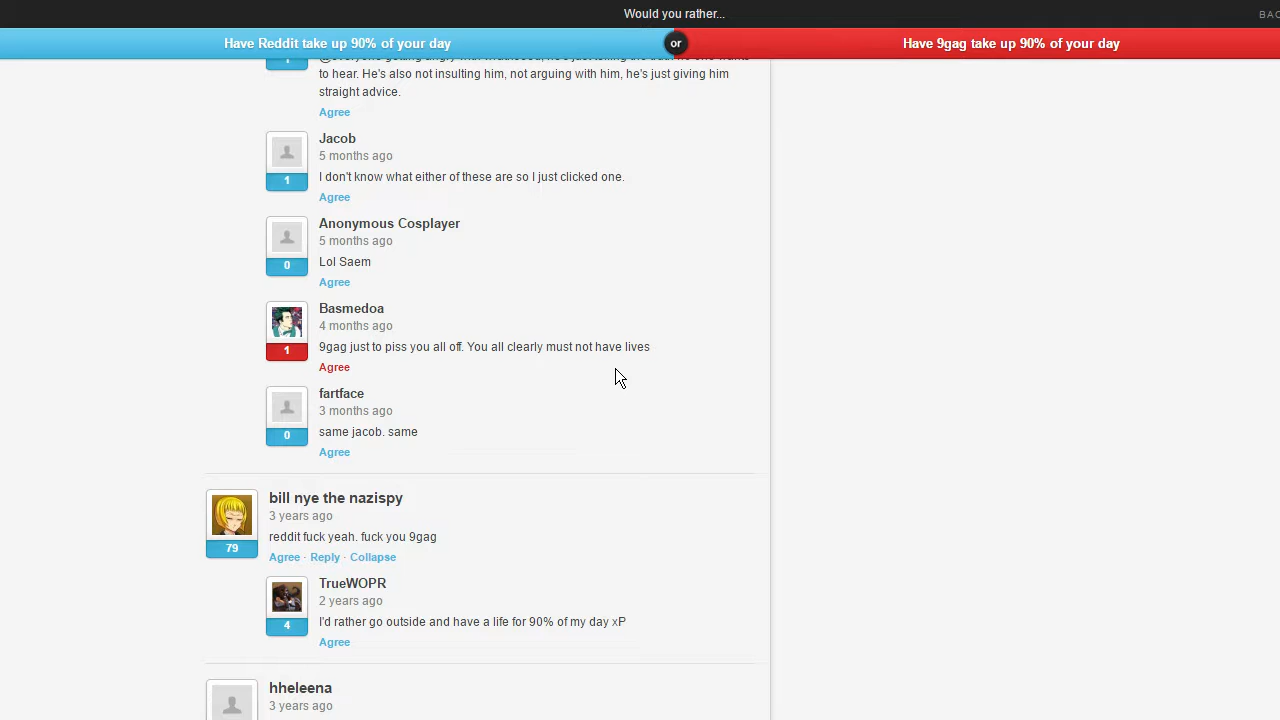 Would you rather...
BAC
Have Reddit take up 90% of your day
or
Have 9gag take up 90% of your day
1
to hear. He's also not insulting him, not arguing with him, he's just giving him
straight advice.
Agree
Jacob
5 months ago
1
I don't know what either of these are so I just clicked one.
Agree
Anonymous Cosplayer
5 months ago
0
Lol Saem
Agree
Basmedoa
4 months ago
1
9gag just to piss you all off. You all clearly must not have lives
Agree
fartface
3 months ago
0
same jacob. same
Agree
bill nye the nazispy
3 years ago
79
reddit fuck yeah. fuck you 9gag
Agree · Reply · Collapse
TrueWOPR
2 years ago
4
I'd rather go outside and have a life for 90% of my day xP
Agree
hheleena
3 years ago